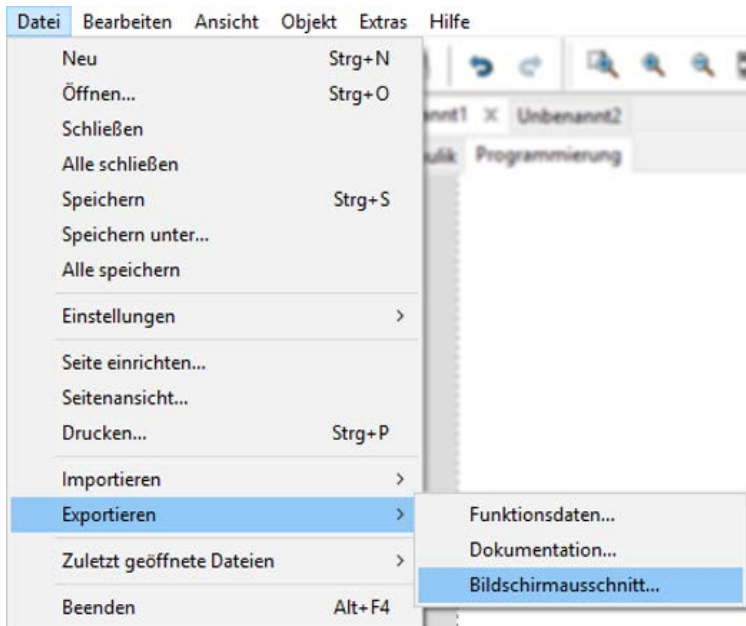 Datei Bearbeiten Ansicht Objekt Extras Hilfe
Neu Strg+N
Öffnen... Strg+O
Schließen
Alle schließen
Speichern Strg+S
Speichern unter...
Alle speichern
Einstellungen >
Seite einrichten...
Seitenansicht...
Drucken... Strg+P
Importieren >
Exportieren >
Zuletzt geöffnete Dateien >
Beenden Alt+F4
nnt1 X Unbenannt2
ulik Programmierung
Funktionsdaten...
Dokumentation...
Bildschirmausschnitt...